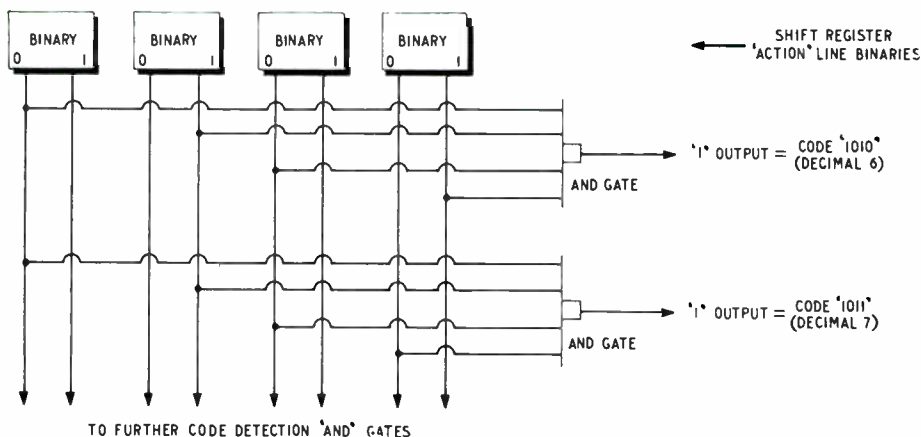 BINARY
0 1
BINARY
0 1
BINARY
0 1
BINARY
0 1
SHIFT REGISTER
'ACTION' LINE BINARIES
'1' OUTPUT = CODE '1010'
(DECIMAL 6)
AND GATE
'1' OUTPUT = CODE '1011'
(DECIMAL 7)
AND GATE
TO FURTHER CODE DETECTION 'AND' GATES